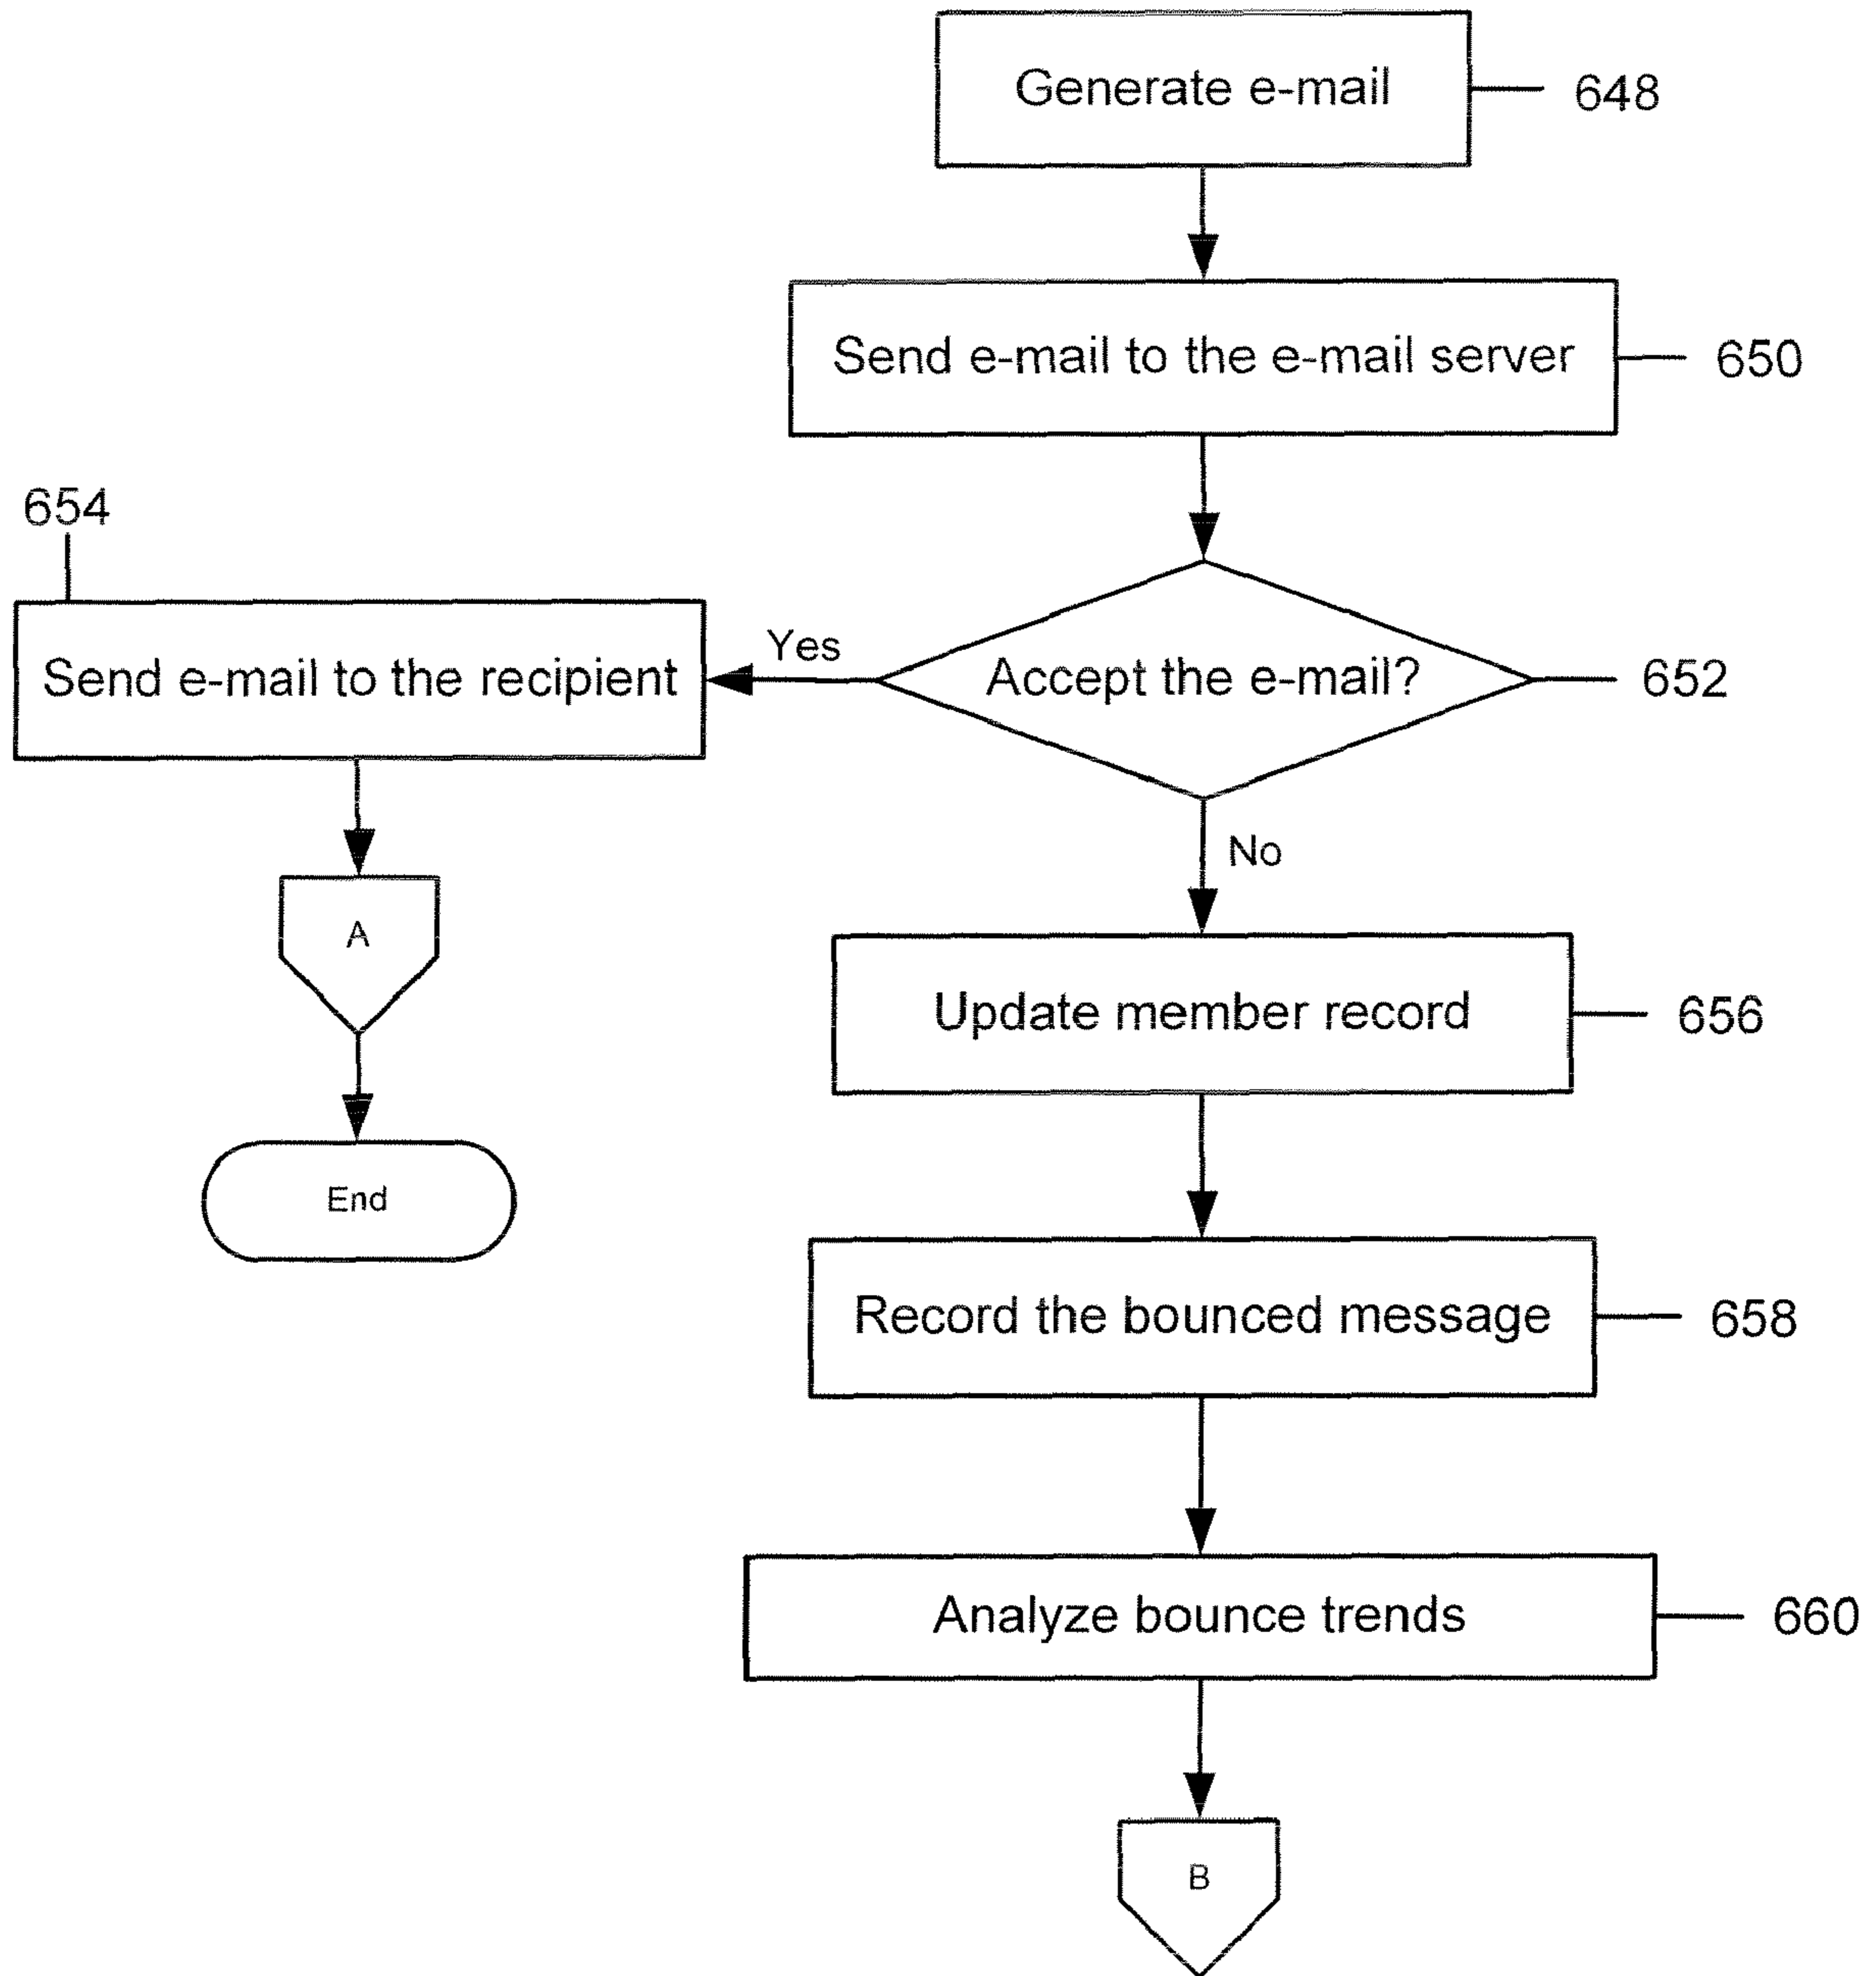 Generate e-mail
648
Send e-mail to the e-mail server
650
654
Send e-mail to the recipient
Yes
Accept the e-mail?
652
No
A
Update member record
656
End
Record the bounced message
658
Analyze bounce trends
660
B